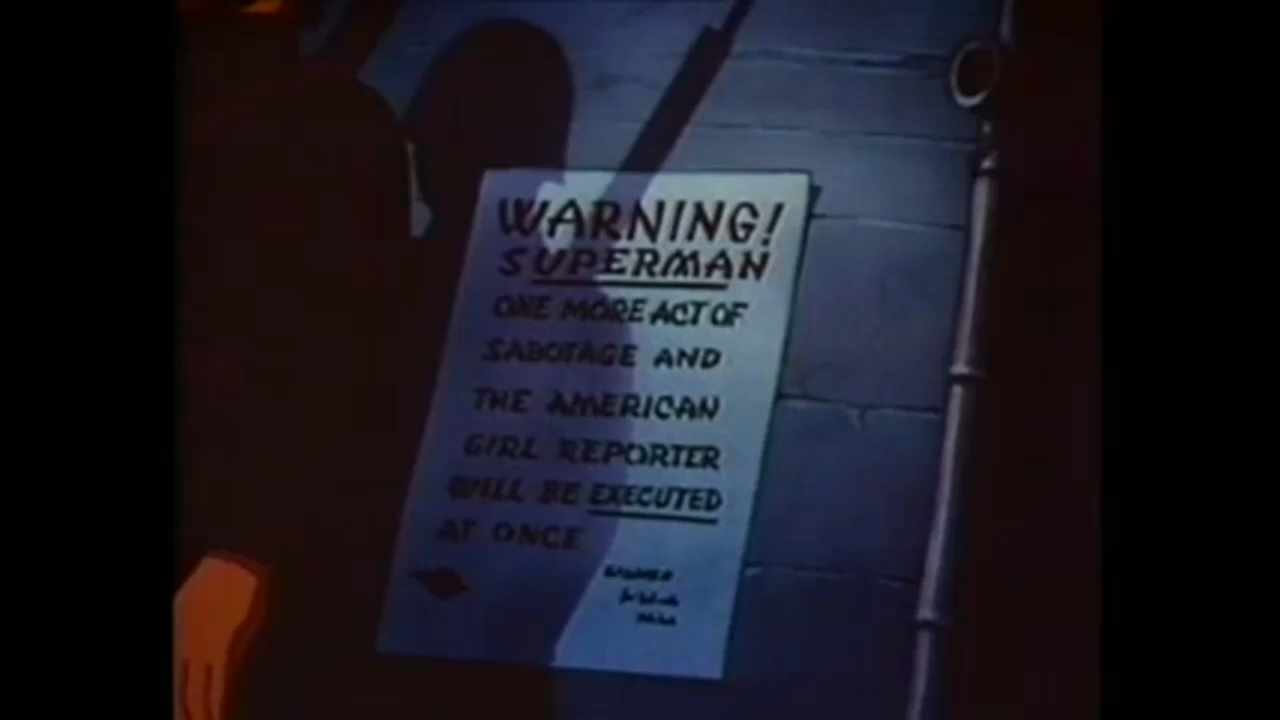 WARNING!
SUPERMAN
ONE MORE ACT OF
SABOTAGE AND
THE AMERICAN
GIRL REPORTER
WILL BE EXECUTED
AT ONCE